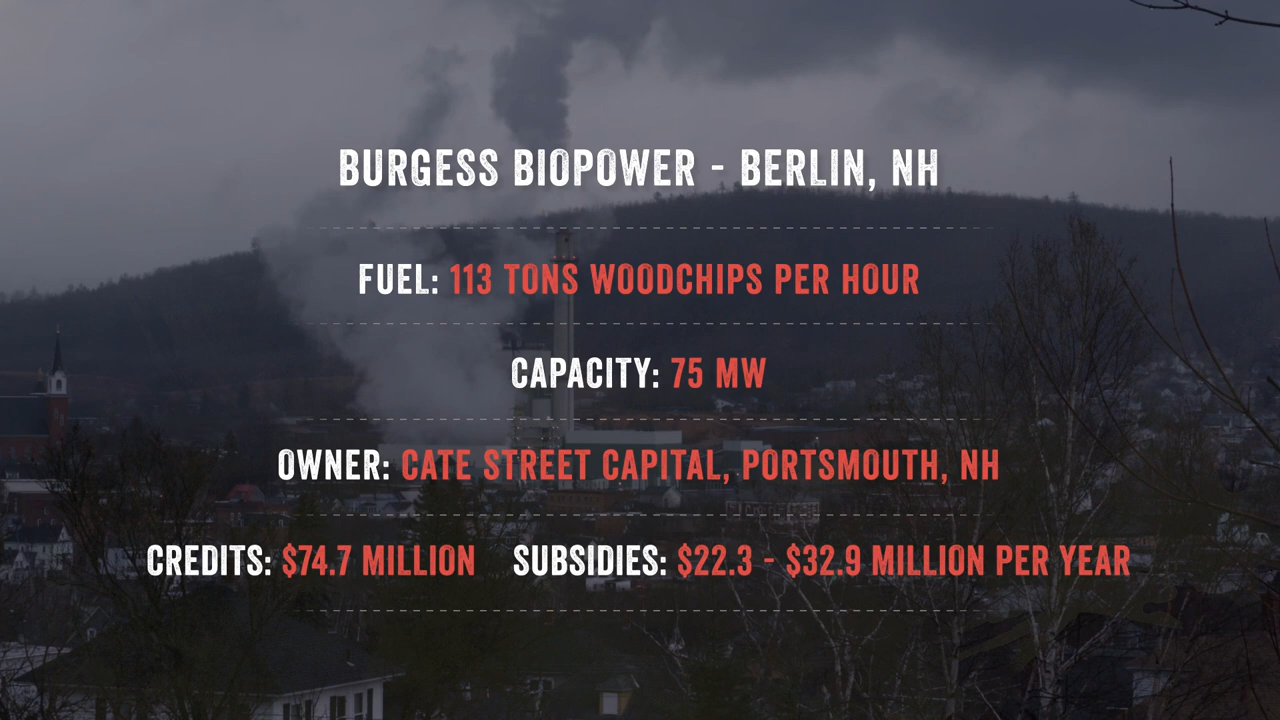 BURGESS BIOPOWER - BERLIN, NH
FUEL: 113 TONS WOODCHIPS PER HOUR
CAPACITY: 75 MW
OWNER: CATE STREET CAPITAL, PORTSMOUTH, NH
CREDITS: $74.7 MILLION SUBSIDIES: $22.3 - $32.9 MILLION PER YEAR